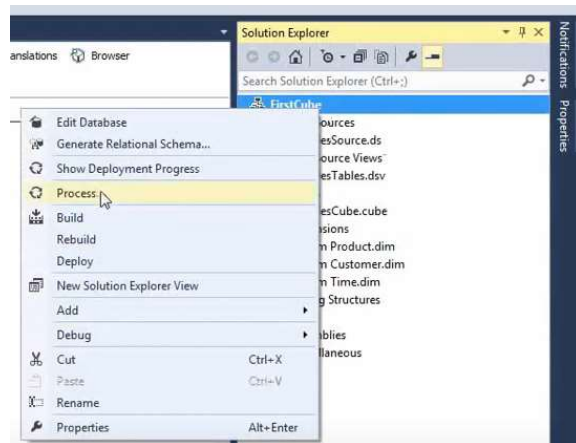 Solution Explorer
anslations Browser
Search Solution Explorer (Ctrl+;)
FirstCube
ources
esSource.ds
ource Views
esTables.dsv
esCube.cube
sions
n Product.dim
n Customer.dim
n Time.dim
g Structures
blies
laneous
Edit Database
Generate Relational Schema...
Show Deployment Progress
Process...
Build
Rebuild
Deploy
New Solution Explorer View
Add
Debug
Cut Ctrl+X
Paste Ctrl+V
Rename
Properties Alt+Enter
Notifications
Properties